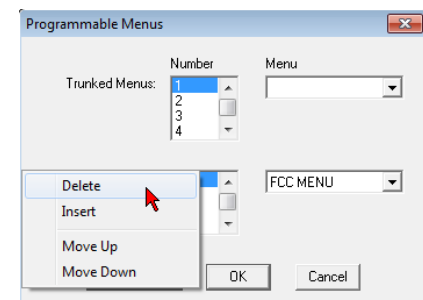 Programmable Menus
Number Menu
Trunked Menus: 1
2
3
4
Delete FCC MENU
Insert
Move Up
Move Down OK Cancel